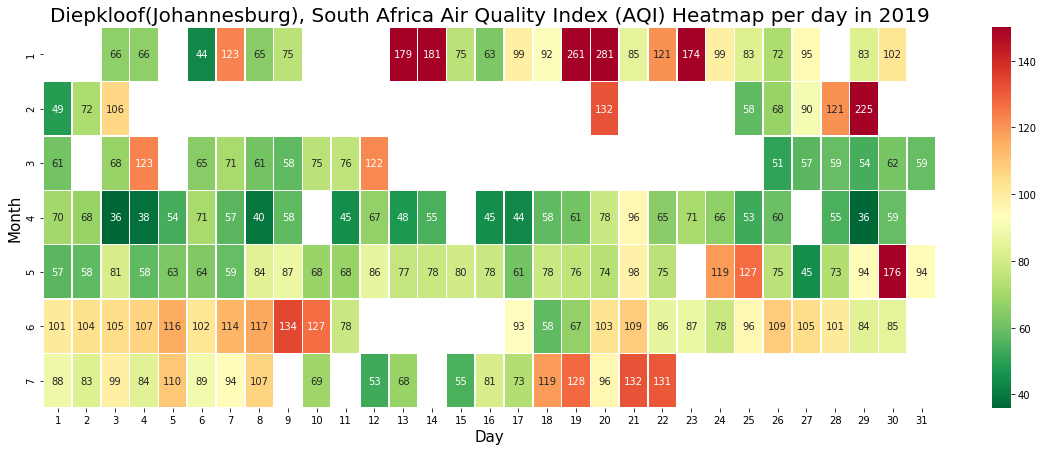 Diepkloof(Johannesburg), South Africa Air Quality Index (AQI) Heatmap per day in 2019
1 66 66 44 123 65 75 179 181 75 63 99 92 261 281 85 121 174 99 83 72 95 83 102
2 49 72 106 132 58 68 90 121 225
3 61 68 123 65 71 61 58 75 76 122 51 57 59 54 62 59
4 70 68 36 38 54 71 57 40 58 45 67 48 55 45 44 58 61 78 96 65 71 66 53 60 55 36 59
5 57 58 81 58 63 64 59 84 87 68 68 86 77 78 80 78 61 78 76 74 98 75 119 127 75 45 73 94 176 94
6 101 104 105 107 116 102 114 117 134 127 78 93 58 67 103 109 86 87 78 96 109 105 101 84 85
7 88 83 99 84 110 89 94 107 69 53 68 55 81 73 119 128 96 132 131
1 2 3 4 5 6 7 8 9 10 11 12 13 14 15 16 17 18 19 20 21 22 23 24 25 26 27 28 29 30 31
Day
Month
140
120
100
80
60
40